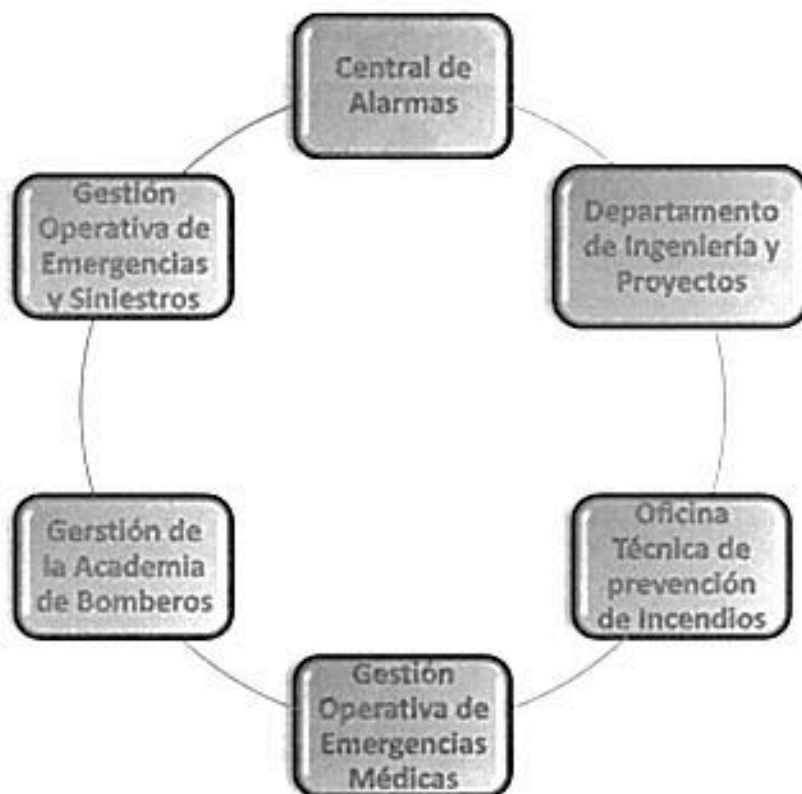 Central de
Alarmas
Departamento
de Ingeniería y
Proyectos
Oficina
Técnica de
prevención
de Incendios
Gestión
Operativa de
Emergencias
Médicas
Gerstión de
la Academia
de Bomberos
Gestión
Operativa de
Emergencias
y Siniestros